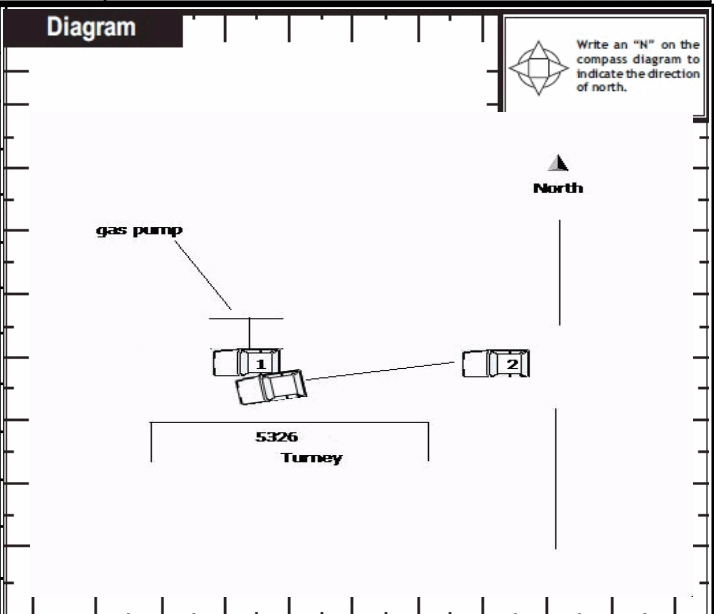 Diagram
Write an “N” on the
compass diagram to
indicate the direction
of north.
North
gas pump
1
2
5326
Turney